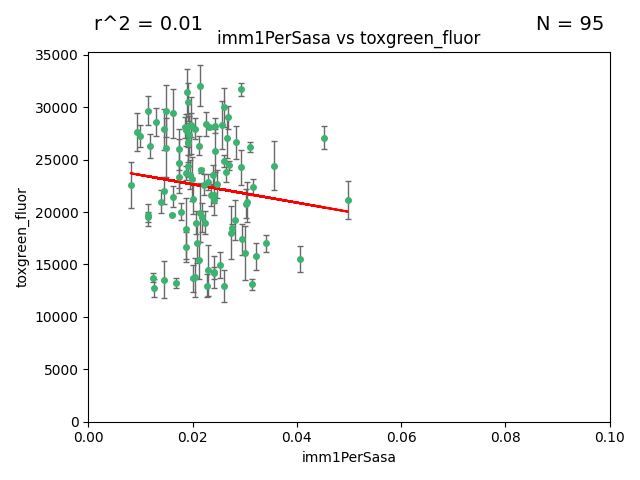 r^2 = 0.01
N = 95
imm1PerSasa vs toxgreen_fluor
35000
30000
25000
20000
15000
10000
5000
0
toxgreen_fluor
0.00
0.02
0.04
0.06
0.08
0.10
imm1PerSasa